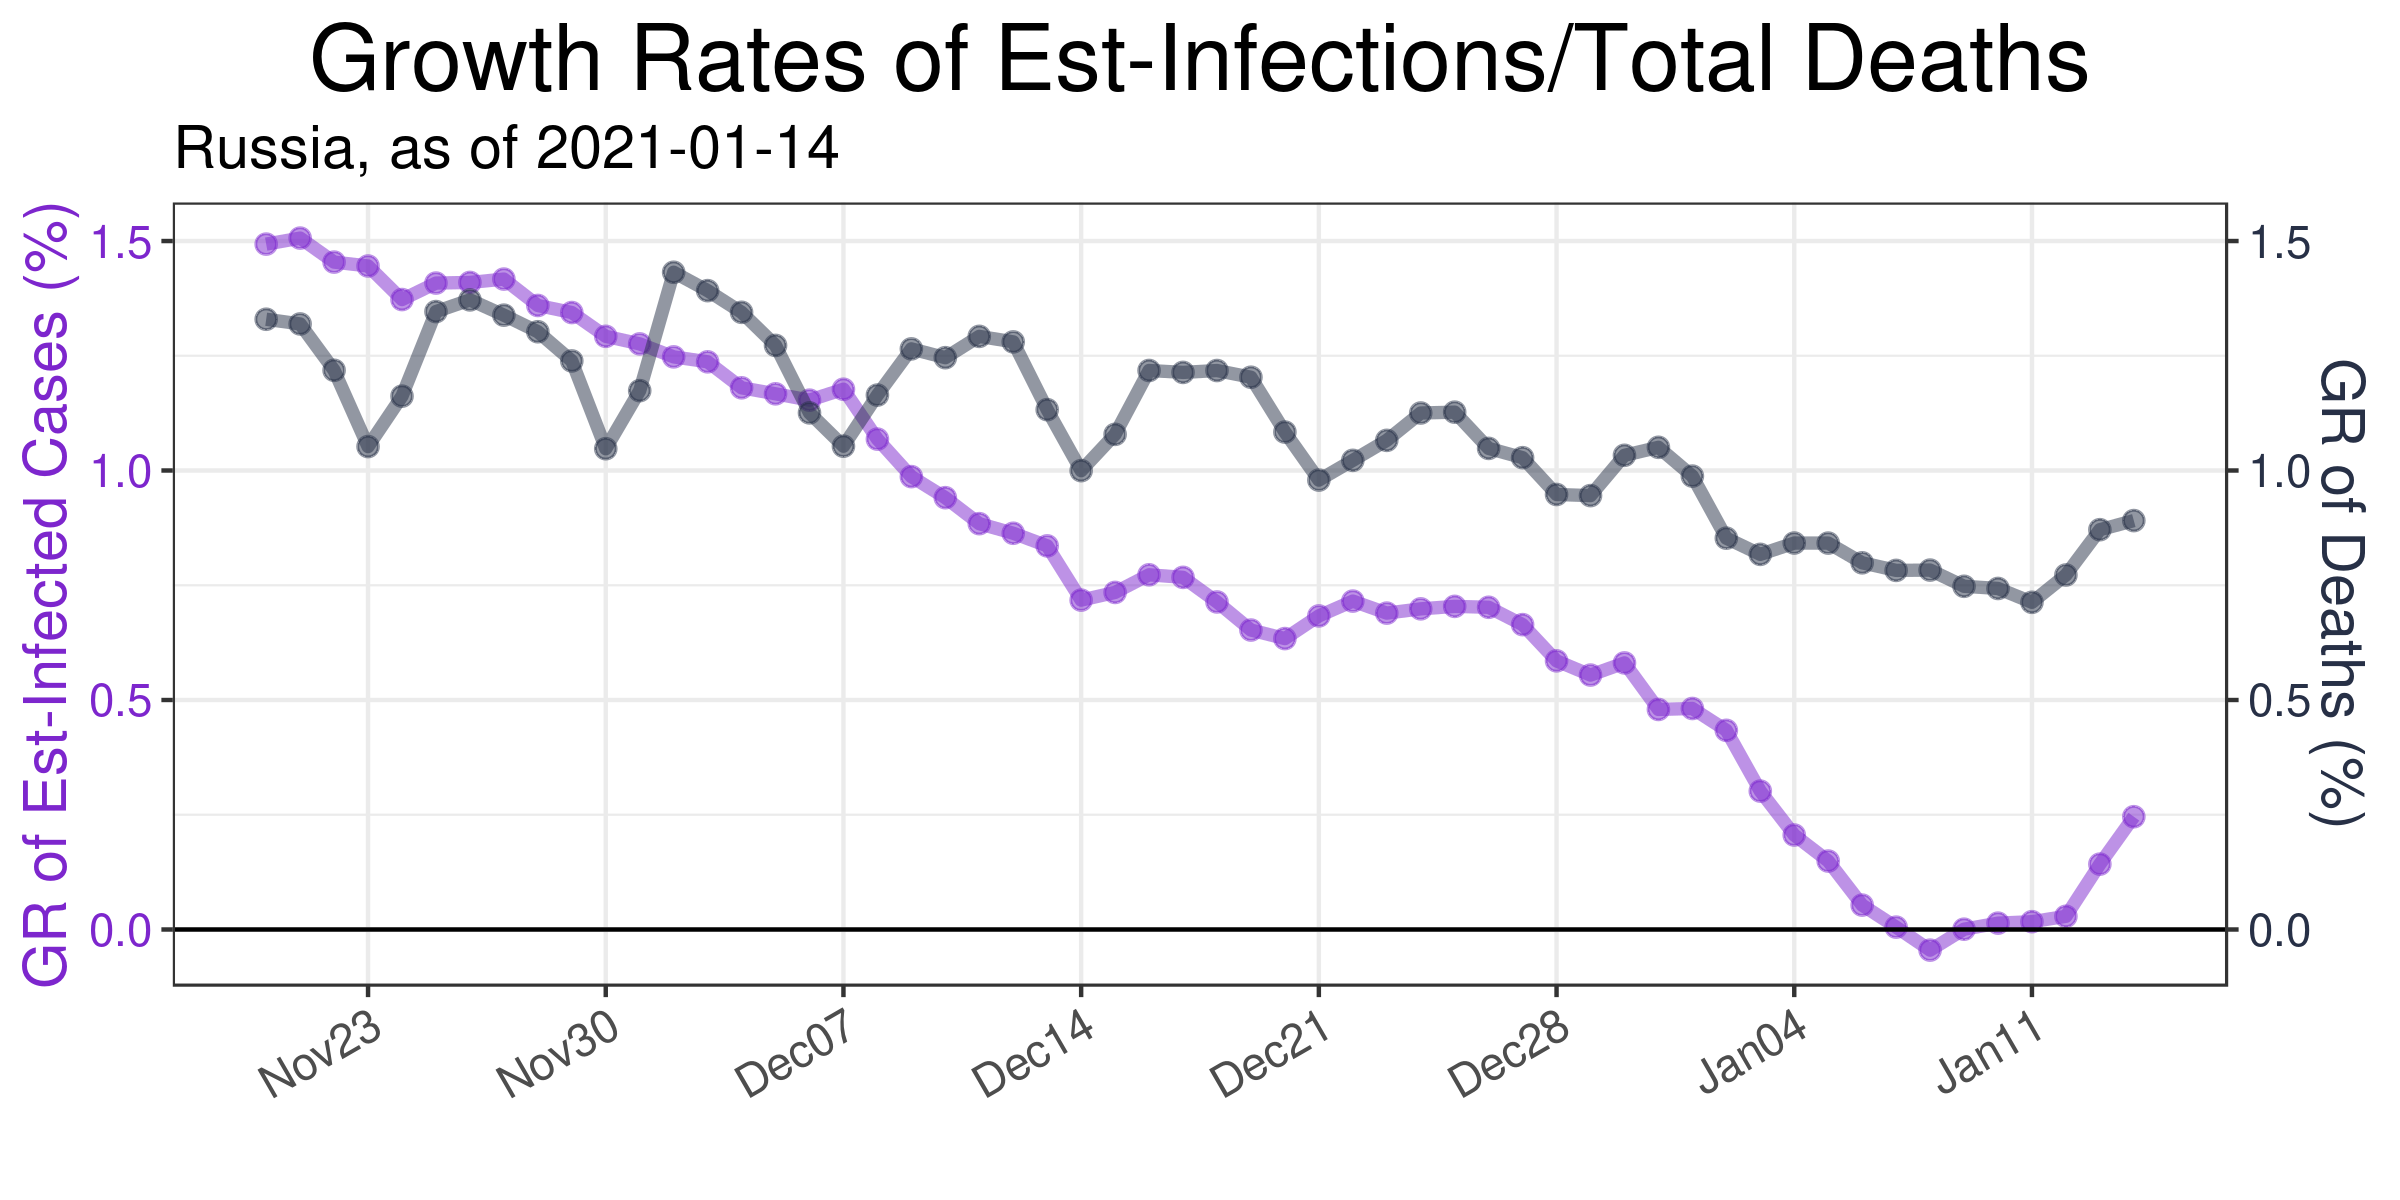 Growth Rates of Est-Infections/Total Deaths
Russia, as of 2021-01-14
GR of Est-Infected Cases (%)
1.5
1.0
0.5
0.0
1.5
1.0
0.5
0.0
GR of Deaths (%)
Nov23
Nov30
Dec07
Dec14
Dec21
Dec28
Jan04
Jan11